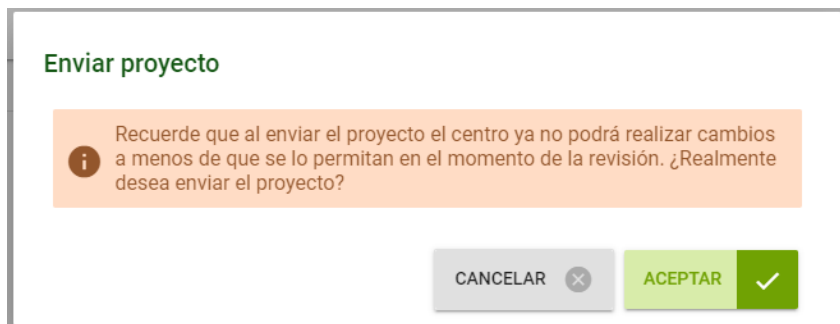 Enviar proyecto
Recuerde que al enviar el proyecto el centro ya no podrá realizar cambios
a menos de que se lo permitan en el momento de la revisión. ¿Realmente
desea enviar el proyecto?
CANCELAR
ACEPTAR